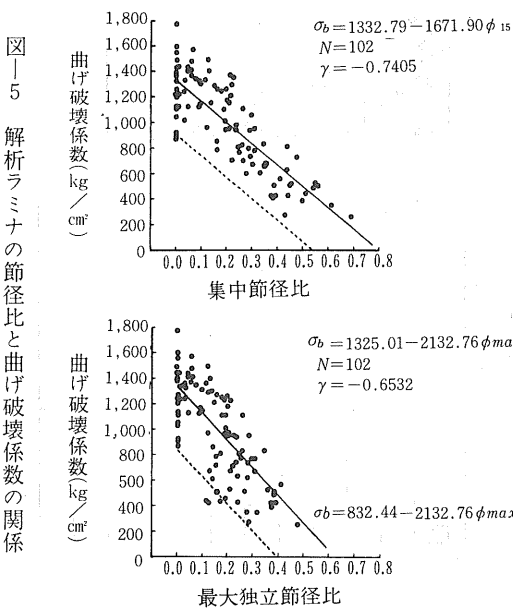 図—5 解析ラミナの節径比と曲げ破壊係数の関係
σb=1332.79−1671.90φ15
N=102
γ=−0.7405
曲げ破壊係数(kg/cm²)
1,800
1,600
1,400
1,200
1,000
800
600
400
200
0
0.0 0.1 0.2 0.3 0.4 0.5 0.6 0.7 0.8
集中節径比
σb=1325.01−2132.76φma
N=102
γ=−0.6532
曲げ破壊係数(kg/cm²)
1,800
1,600
1,400
1,200
1,000
800
500
400
200
0
σb=832.44−2132.76φmax
0.0 0.1 0.2 0.3 0.4 0.5 0.6 0.7 0.8
最大独立節径比